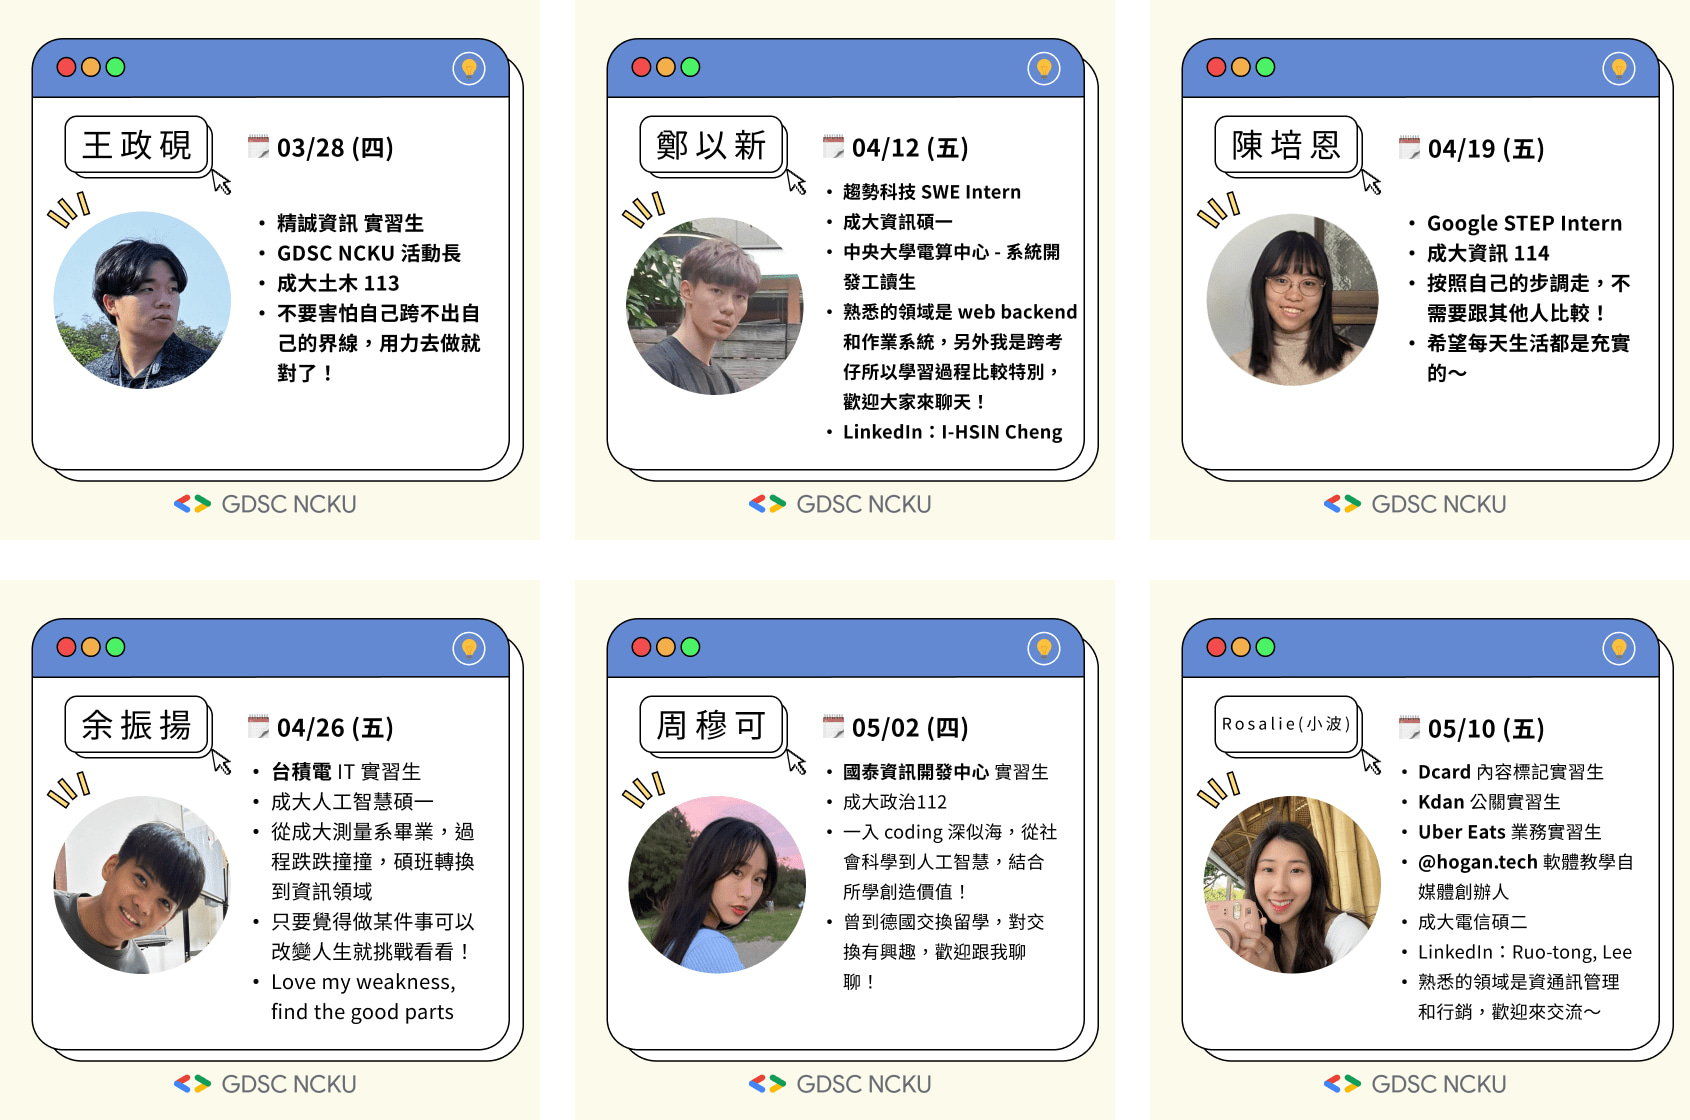 王政硯
03/28 (四)
• 精誠資訊 實習生
• GDSC NCKU 活動長
• 成大土木 113
• 不要害怕自己跨不出自
己的界線，用力去做就
對了！
GDSC NCKU
鄭以新
04/12 (五)
• 趨勢科技 SWE Intern
• 成大資訊碩一
• 中央大學電算中心 - 系統開
發工讀生
• 熟悉的領域是 web backend
和作業系統，另外我是跨考
仔所以學習過程比較特別，
歡迎大家來聊天！
• LinkedIn：I-HSIN Cheng
GDSC NCKU
陳培恩
04/19 (五)
• Google STEP Intern
• 成大資訊 114
• 按照自己的步調走，不
需要跟其他人比較！
• 希望每天生活都是充實
的～
GDSC NCKU
余振揚
04/26 (五)
• 台積電 IT 實習生
• 成大人工智慧碩一
• 從成大測量系畢業，過
程跌跌撞撞，碩班轉換
到資訊領域
• 只要覺得做某件事可以
改變人生就挑戰看看！
• Love my weakness,
find the good parts
GDSC NCKU
周穆可
05/02 (四)
• 國泰資訊開發中心 實習生
• 成大政治112
• 一入 coding 深似海，從社
會科學到人工智慧，結合
所學創造價值！
• 曾到德國交換留學，對交
換有興趣，歡迎跟我聊
聊！
GDSC NCKU
Rosalie(小波)
05/10 (五)
• Dcard 內容標記實習生
• Kdan 公關實習生
• Uber Eats 業務實習生
• @hogan.tech 軟體教學自
媒體創辦人
• 成大電信碩二
• LinkedIn：Ruo-tong, Lee
• 熟悉的領域是資通訊管理
和行銷，歡迎來交流～
GDSC NCKU